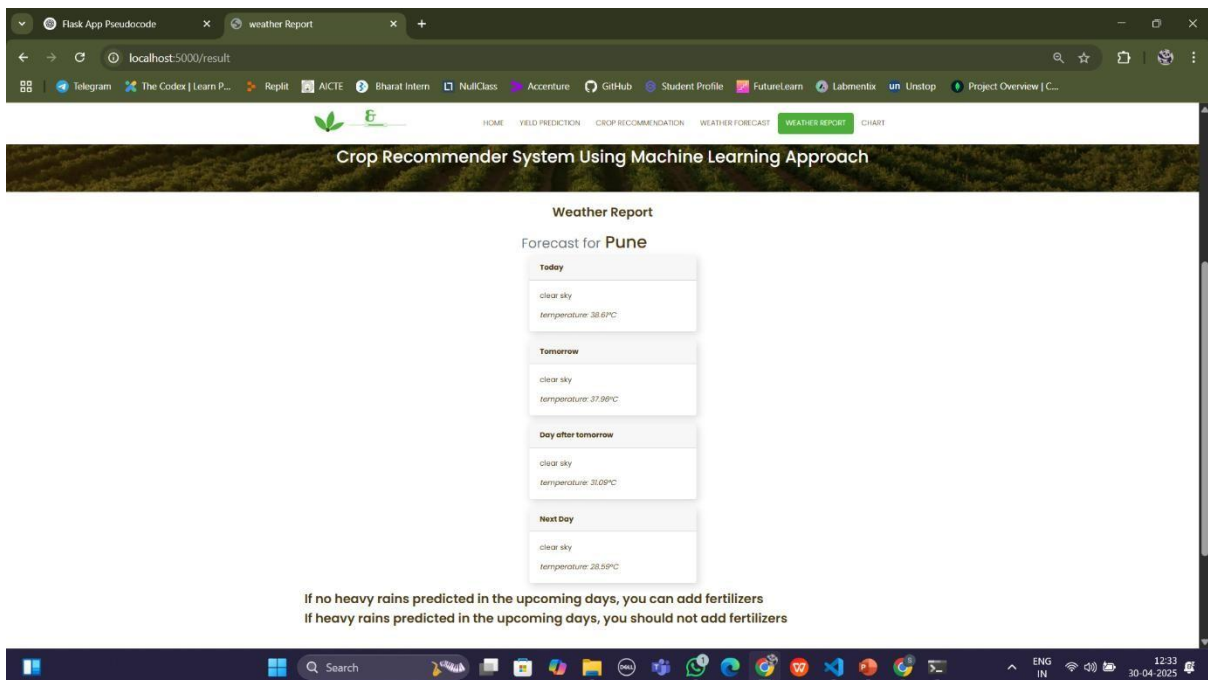 Flask App Pseudocode
weather Report
localhost:5000/result
Telegram The Codex | Learn P... Replit AICTE Bharat Intern NullClass Accenture GitHub Student Profile FutureLearn Labmentix Unstop Project Overview | C...
&
HOME YIELD PREDICTION CROP RECOMMENDATION WEATHER FORECAST WEATHER REPORT CHART
Crop Recommender System Using Machine Learning Approach
Weather Report
Forecast for Pune
Today
clear sky
temperature: 38.61°C
Tomorrow
clear sky
temperature: 37.98°C
Day after tomorrow
clear sky
temperature: 31.09°C
Next Day
clear sky
temperature: 28.59°C
If no heavy rains predicted in the upcoming days, you can add fertilizers
If heavy rains predicted in the upcoming days, you should not add fertilizers
Search
ENG
IN
12:33
30-04-2025